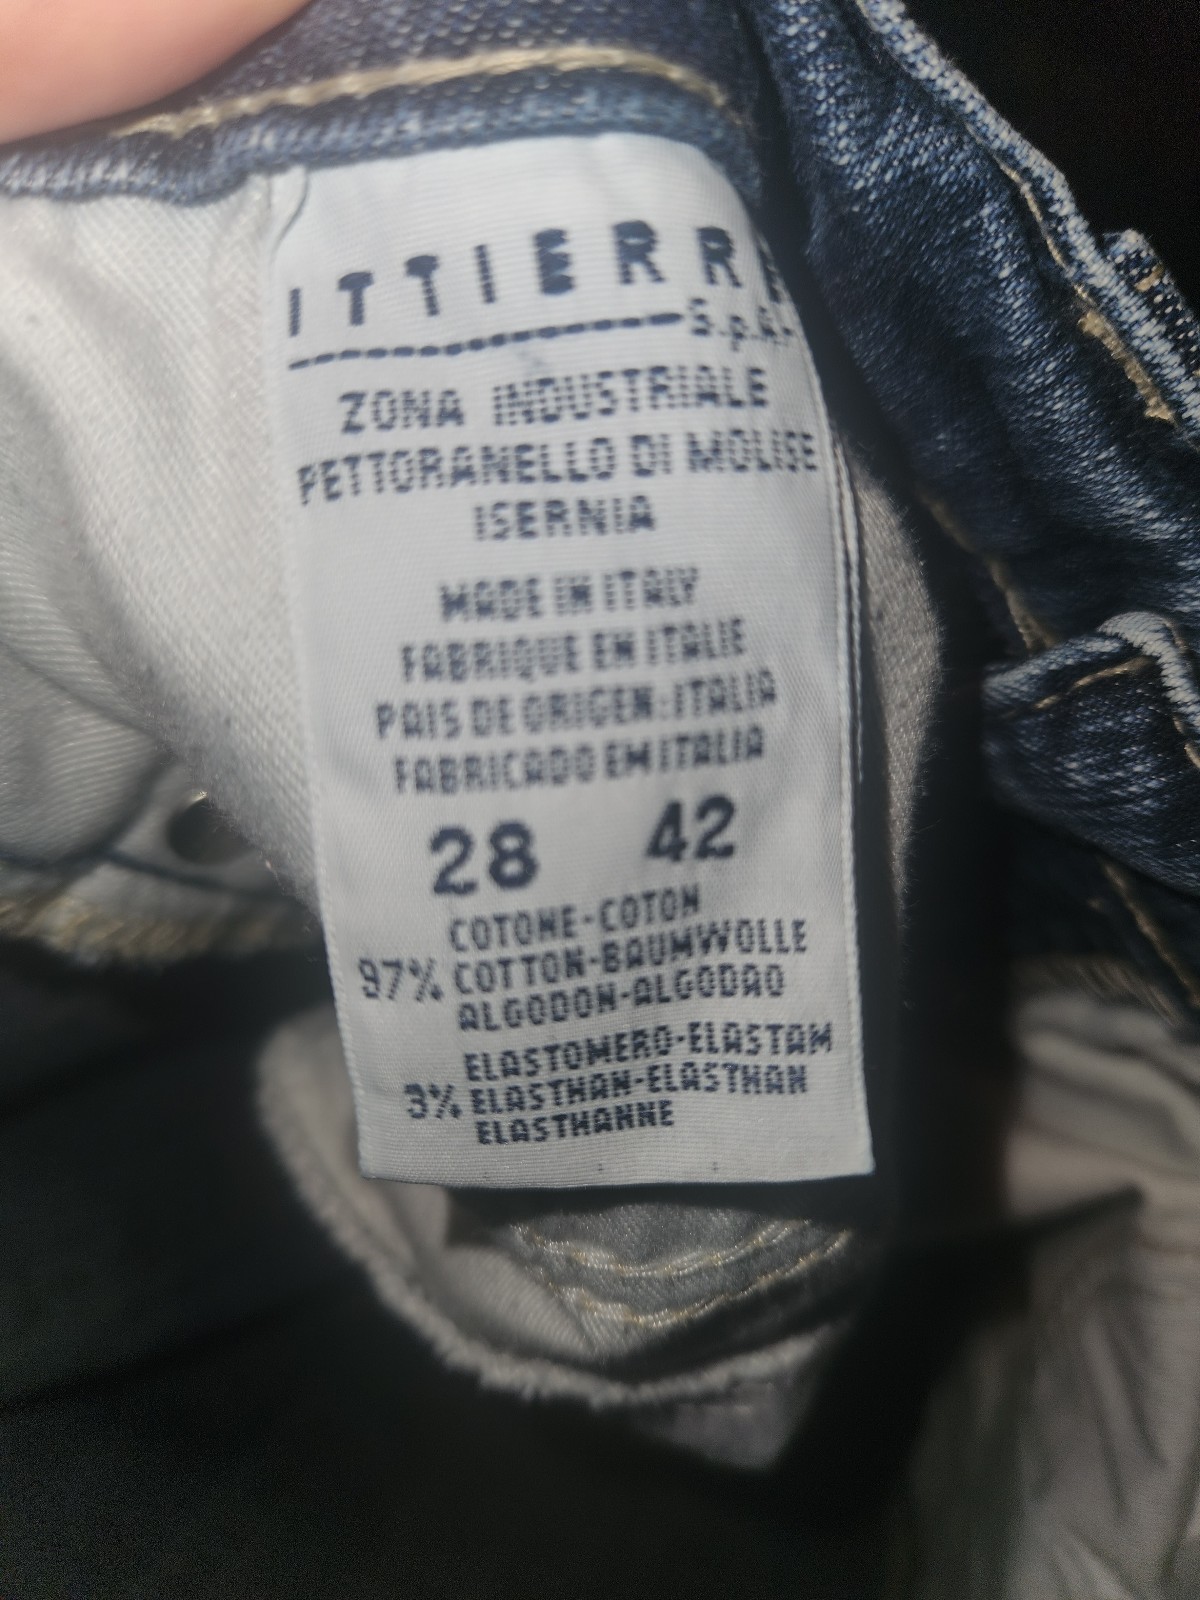 ITTIERRE
S.p.A.
ZONA INDUSTRIALE
PETTORANELLO DI MOLISE
ISERNIA
MADE IN ITALY
FABRIQUE EN ITALIE
PAIS DE ORIGEN:ITALIA
FABRICADO EM ITALIA
28 42
COTONE-COTON
97% COTTON-BAUMWOLLE
ALGODON-ALGODAO
ELASTOMERO-ELASTAM
3% ELASTHAN-ELASTHAN
ELASTHANNE